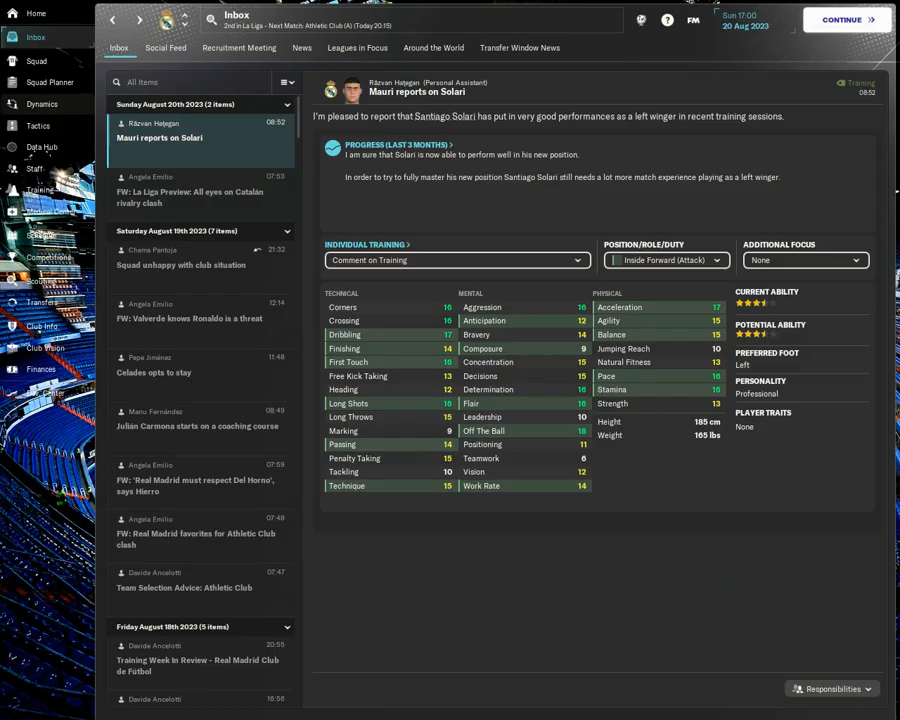 Home
Inbox
Squad
Squad Planner
Dynamics
Tactics
Data Hub
Staff
Training
Competitions
Scouting
Transfers
Club Info
Club Vision
Finances
Inbox
2nd in La Liga - Next Match: Athletic Club (A) (Today 20:15)
FM
Sun 17:00
20 Aug 2023
CONTINUE
Inbox
Social Feed
Recruitment Meeting
News
Leagues in Focus
Around the World
Transfer Window News
All Items
Sunday August 20th 2023 (2 items)
Răzvan Hațegan 08:52
Mauri reports on Solari
Angela Emilio 07:53
FW: La Liga Preview: All eyes on Catalán
rivalry clash
Saturday August 19th 2023 (7 items)
Chema Pantoja 21:32
Squad unhappy with club situation
Angela Emilio 12:14
FW: Valverde knows Ronaldo is a threat
Pepe Jiménez 11:48
Celades opts to stay
Manu Fernández 08:49
Julián Carmona starts on a coaching course
Angela Emilio 07:59
FW: 'Real Madrid must respect Del Horno',
says Hierro
Angela Emilio 07:48
FW: Real Madrid favorites for Athletic Club
clash
Davide Ancelotti 07:47
Team Selection Advice: Athletic Club
Friday August 18th 2023 (5 items)
Davide Ancelotti 20:55
Training Week In Review - Real Madrid Club
de Fútbol
Davide Ancelotti 16:56
Răzvan Hațegan (Personal Assistant)
Mauri reports on Solari
Training
08:52
I'm pleased to report that Santiago Solari has put in very good performances as a left winger in recent training sessions.
PROGRESS (LAST 3 MONTHS) >
I am sure that Solari is now able to perform well in his new position.
In order to try to fully master his new position Santiago Solari still needs a lot more match experience playing as a left winger.
INDIVIDUAL TRAINING >
Comment on Training
POSITION/ROLE/DUTY
Inside Forward (Attack)
ADDITIONAL FOCUS
None
TECHNICAL
Corners 16
Crossing 16
Dribbling 17
Finishing 14
First Touch 16
Free Kick Taking 13
Heading 12
Long Shots 16
Long Throws 15
Marking 9
Passing 14
Penalty Taking 15
Tackling 10
Technique 15
MENTAL
Aggression 16
Anticipation 12
Bravery 14
Composure 9
Concentration 15
Decisions 15
Determination 16
Flair 16
Leadership 10
Off The Ball 18
Positioning 11
Teamwork 6
Vision 12
Work Rate 14
PHYSICAL
Acceleration 17
Agility 15
Balance 15
Jumping Reach 10
Natural Fitness 13
Pace 16
Stamina 16
Strength 13
Height 185 cm
Weight 165 lbs
CURRENT ABILITY
POTENTIAL ABILITY
PREFERRED FOOT
Left
PERSONALITY
Professional
PLAYER TRAITS
None
Responsibilities